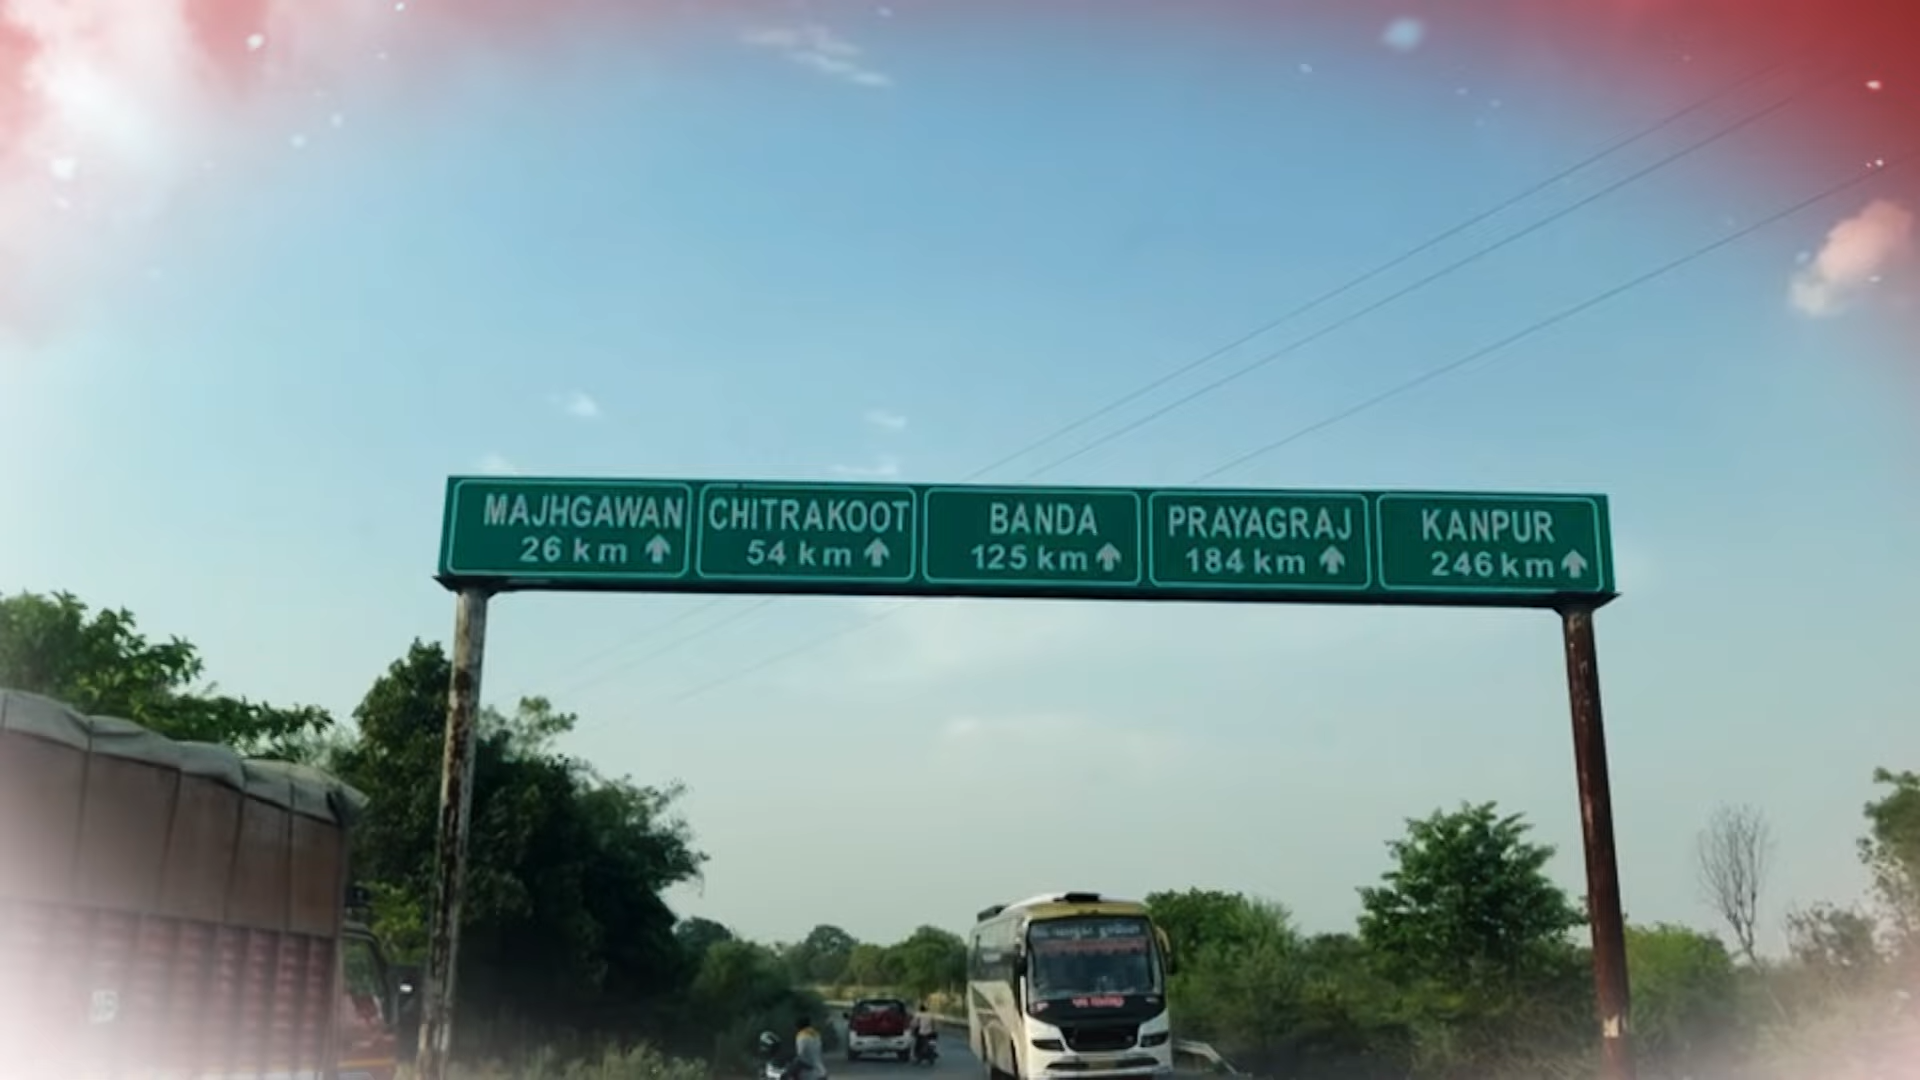 MAJHGAWAN
26 km
CHITRAKOOT
54 km
BANDA
125 km
PRAYAGRAJ
184 km
KANPUR
246 km